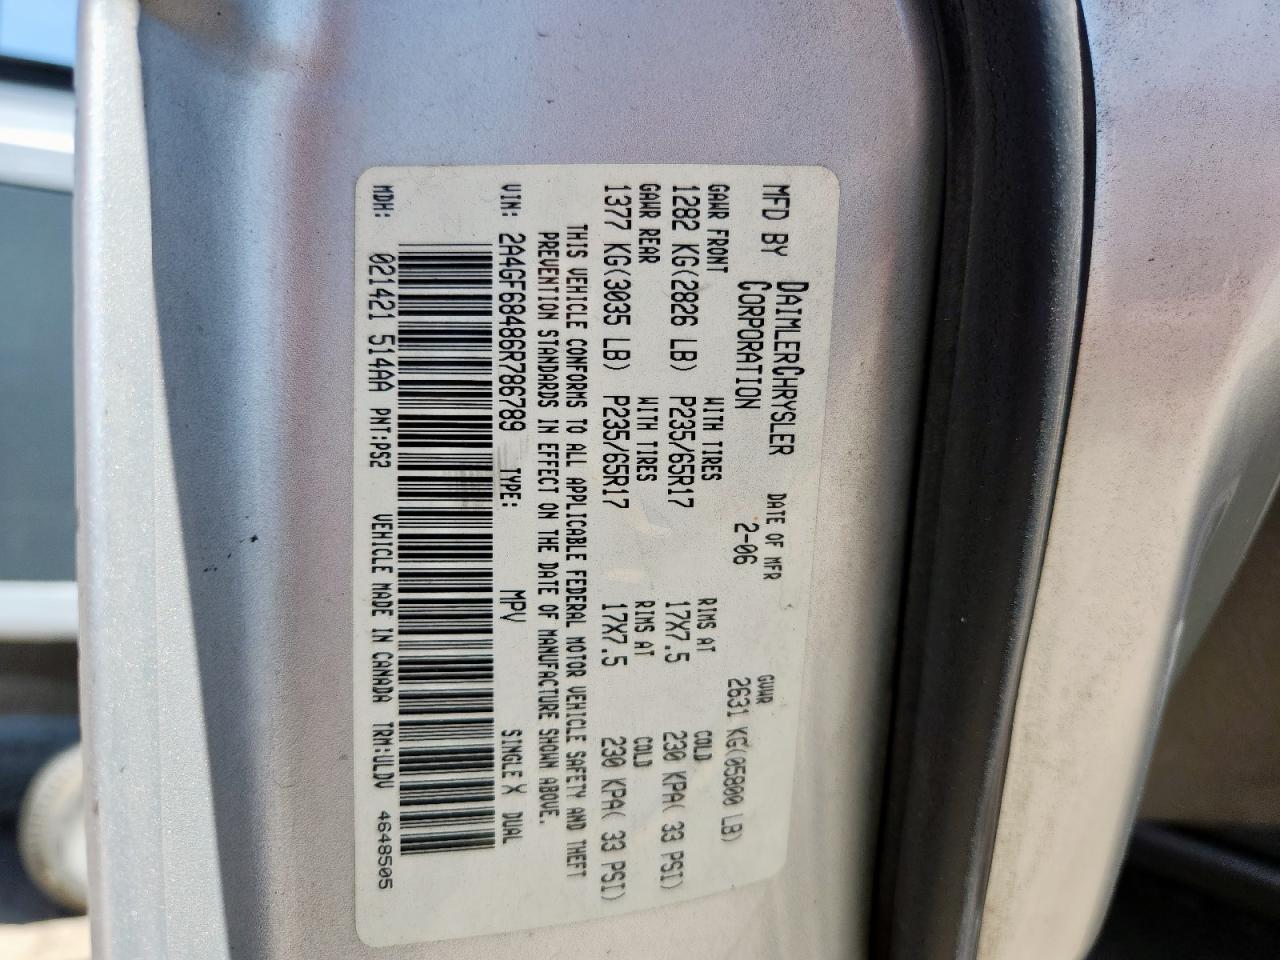 MFD BY DAIMLERCHRYSLER CORPORATION
DATE OF MFR
2-06
GVWR
2631 KG(05800 LB)
GAWR FRONT WITH TIRES RIMS AT COLD
1282 KG(2826 LB) P235/65R17 17X7.5 230 KPA( 33 PSI)
GAWR REAR WITH TIRES RIMS AT COLD
1377 KG(3035 LB) P235/65R17 17X7.5 230 KPA( 33 PSI)
THIS VEHICLE CONFORMS TO ALL APPLICABLE FEDERAL MOTOR VEHICLE SAFETY AND THEFT
PREVENTION STANDARDS IN EFFECT ON THE DATE OF MANUFACTURE SHOWN ABOVE.
VIN: 2A4GF68486R786789 TYPE: MPV SINGLE X DUAL
MDH: 021421 514AA PNT:PS2 VEHICLE MADE IN CANADA TRM:ULDV 4648505